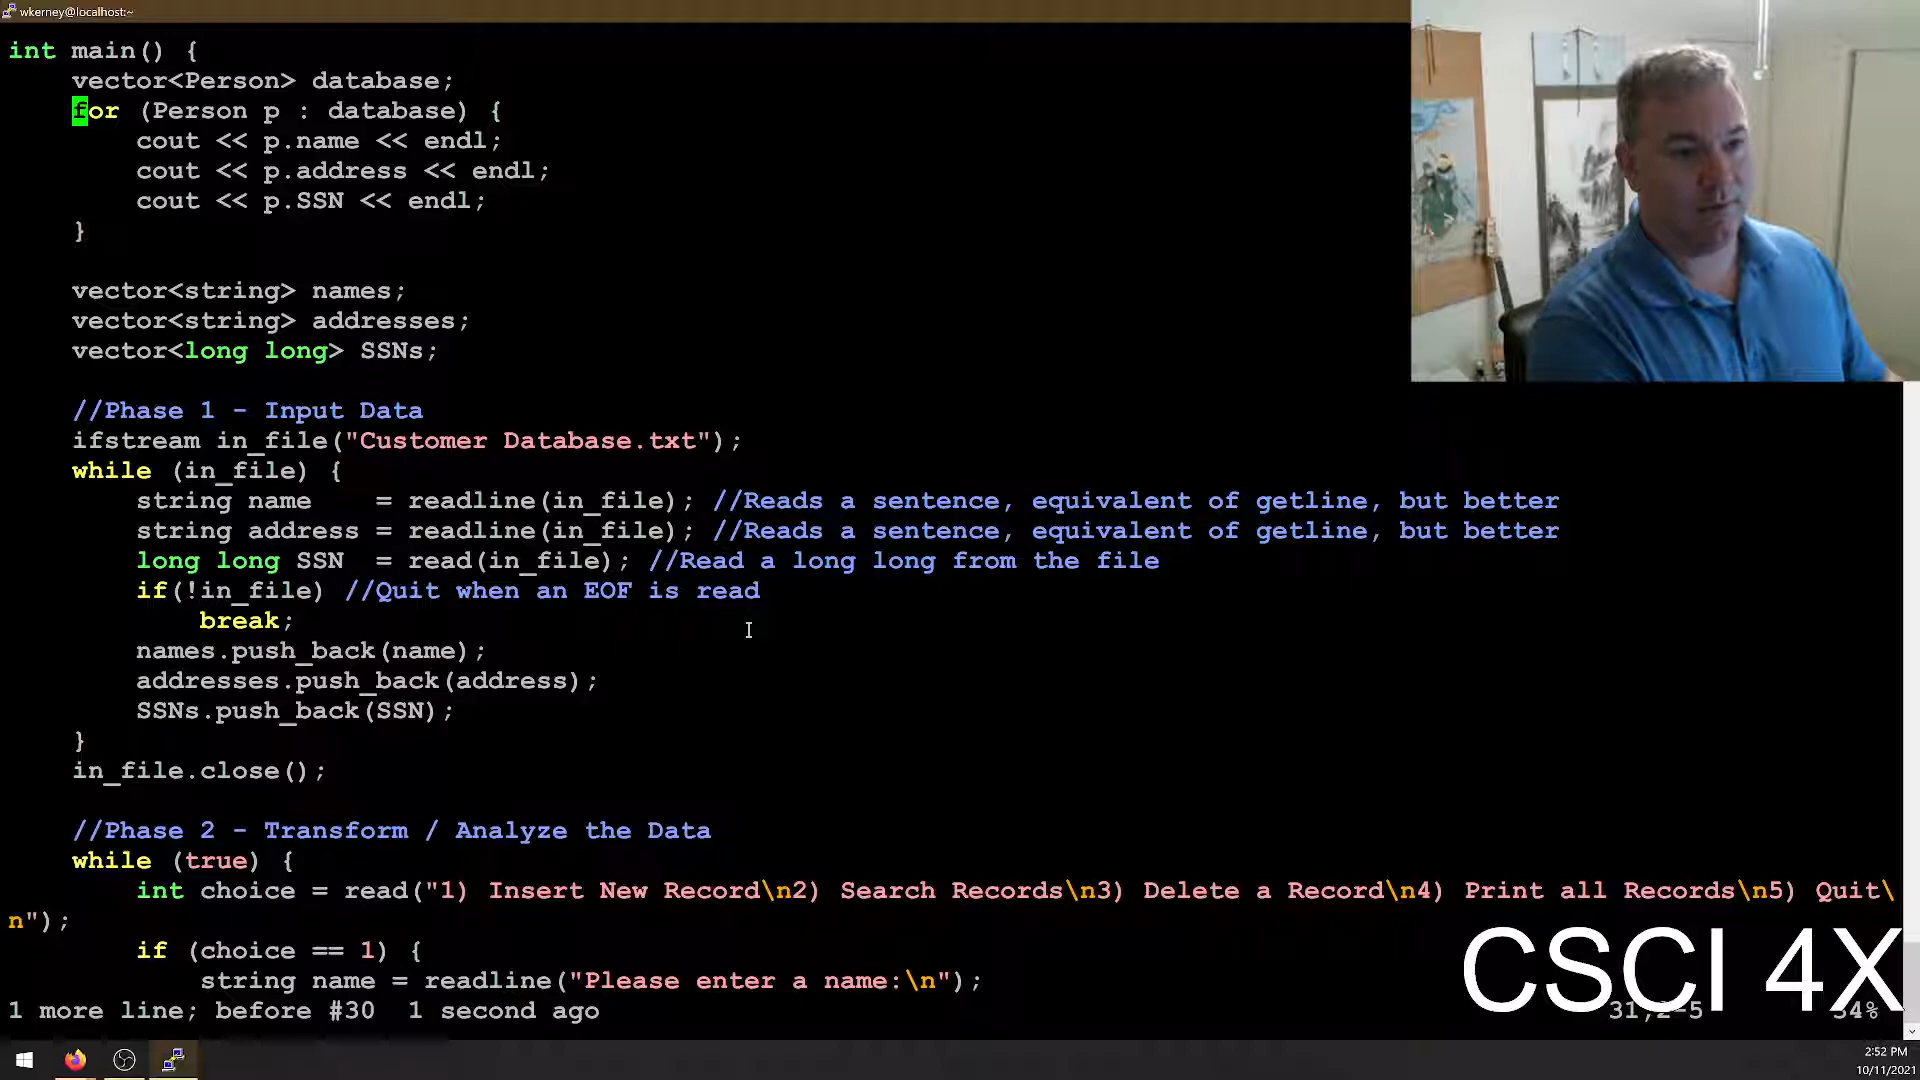 wkerney@localhost:~
int main() {
vector<Person> database;
for (Person p : database) {
cout << p.name << endl;
cout << p.address << endl;
cout << p.SSN << endl;
}
vector<string> names;
vector<string> addresses;
vector<long long> SSNs;
//Phase 1 - Input Data
ifstream in_file("Customer Database.txt");
while (in_file) {
string name    = readline(in_file); //Reads a sentence, equivalent of getline, but better
string address = readline(in_file); //Reads a sentence, equivalent of getline, but better
long long SSN  = read(in_file); //Read a long long from the file
if(!in_file) //Quit when an EOF is read
break;
names.push_back(name);
addresses.push_back(address);
SSNs.push_back(SSN);
}
in_file.close();
//Phase 2 - Transform / Analyze the Data
while (true) {
int choice = read("1) Insert New Record\n2) Search Records\n3) Delete a Record\n4) Print all Records\n5) Quit\
n");
if (choice == 1) {
string name = readline("Please enter a name:\n");
CSCI 4X
1 more line; before #30  1 second ago
31,2-5
34%
2:52 PM
10/11/2021